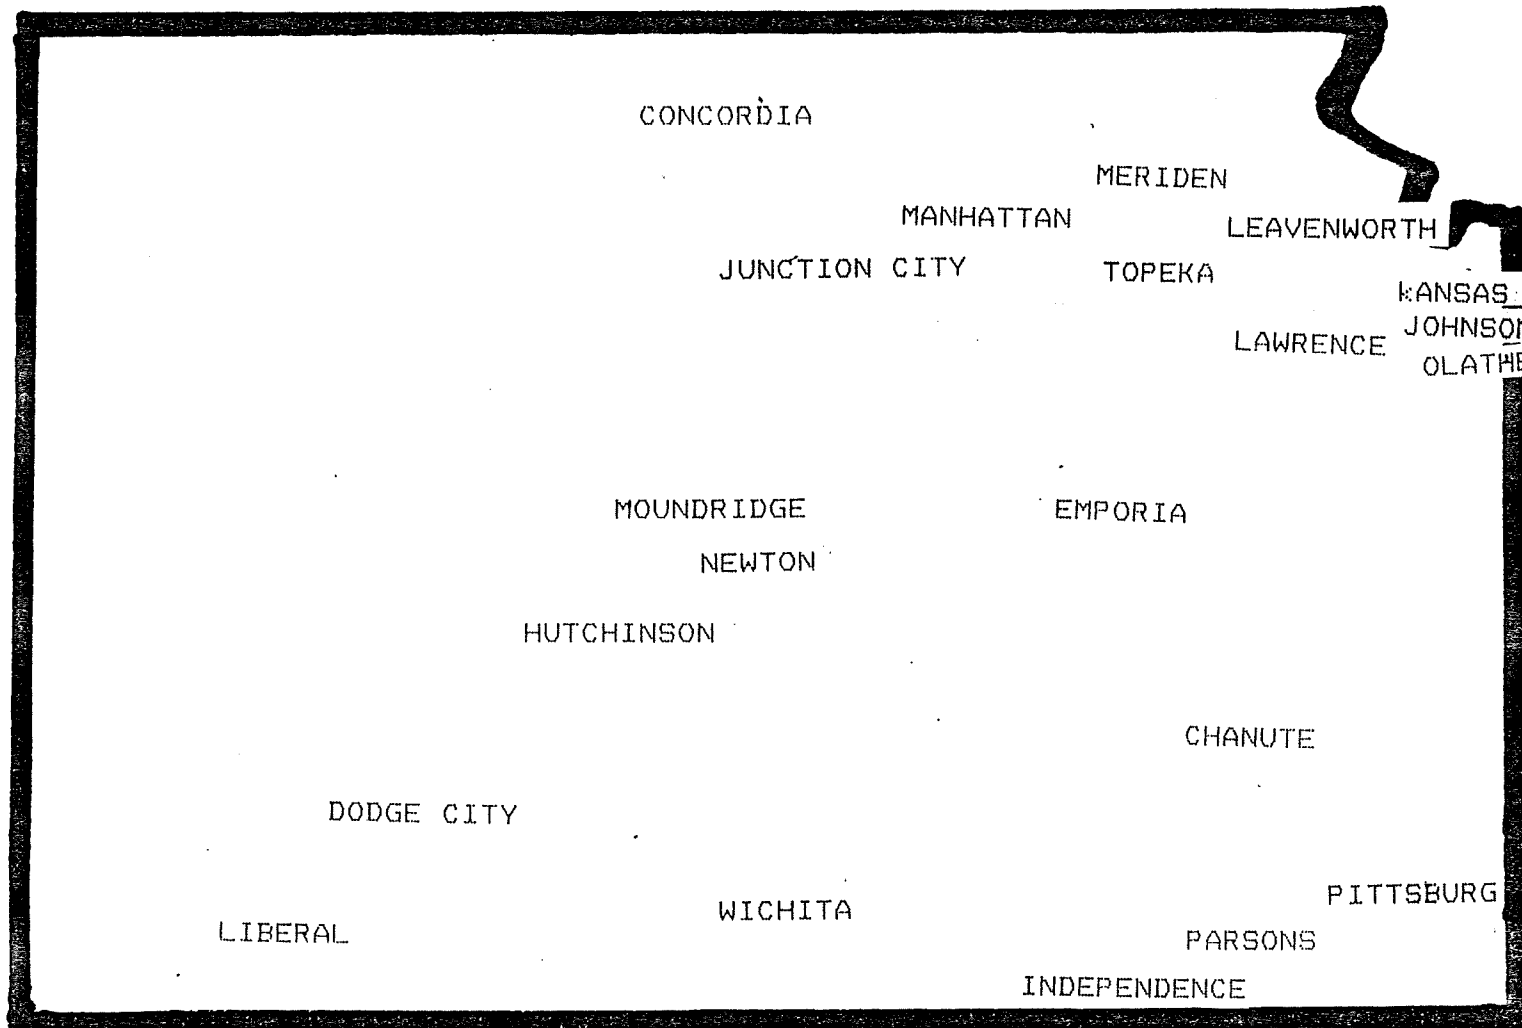 CONCORDIA
MERIDEN
MANHATTAN
LEAVENWORTH
JUNCTION CITY
TOPEKA
KANSAS
JOHNSON
LAWRENCE
OLATHE
MOUNDRIDGE
EMPORIA
NEWTON
HUTCHINSON
CHANUTE
DODGE CITY
PITTSBURG
WICHITA
LIBERAL
PARSONS
INDEPENDENCE